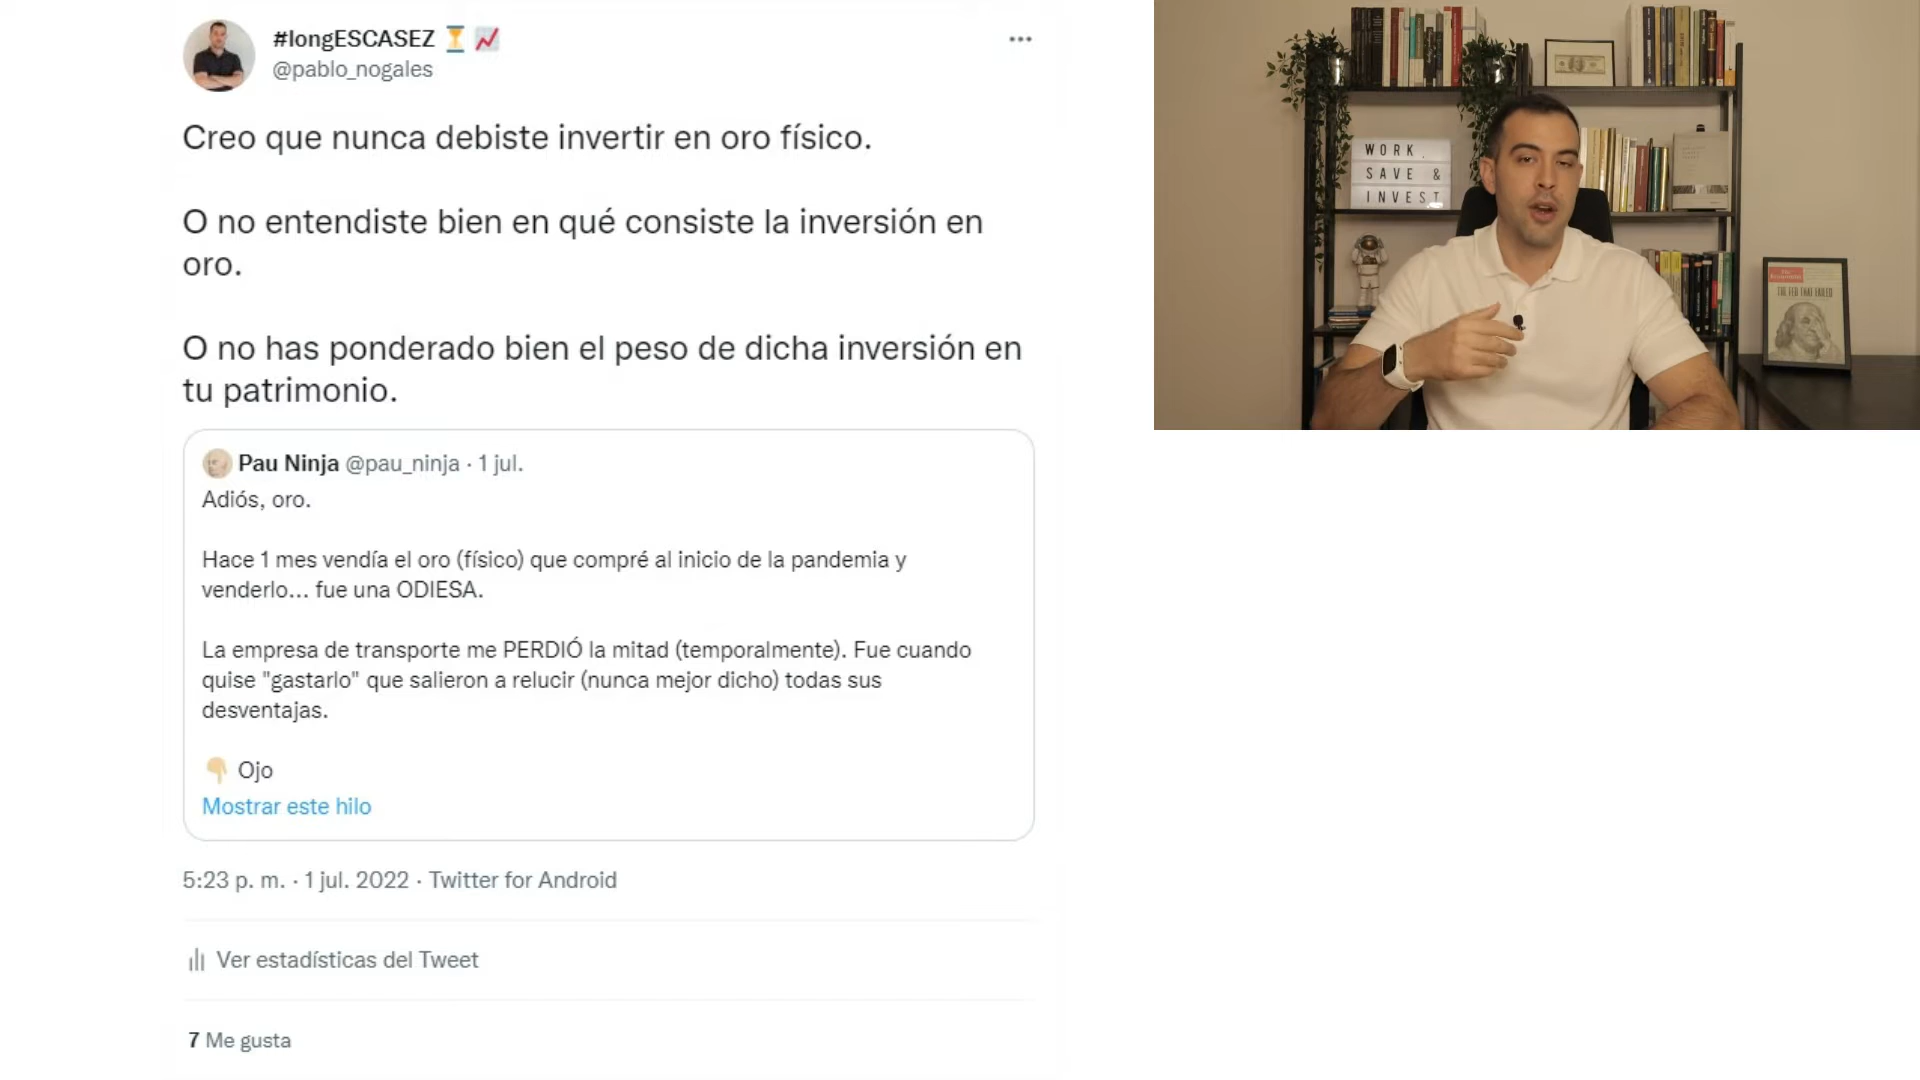 #longESCASEZ ⏳ 📈
@pablo_nogales
Creo que nunca debiste invertir en oro físico.
O no entendiste bien en qué consiste la inversión en
oro.
O no has ponderado bien el peso de dicha inversión en
tu patrimonio.
Pau Ninja @pau_ninja · 1 jul.
Adiós, oro.
Hace 1 mes vendía el oro (físico) que compré al inicio de la pandemia y
venderlo... fue una ODIESA.
La empresa de transporte me PERDIÓ la mitad (temporalmente). Fue cuando
quise "gastarlo" que salieron a relucir (nunca mejor dicho) todas sus
desventajas.
👇🏼 Ojo
Mostrar este hilo
5:23 p. m. · 1 jul. 2022 · Twitter for Android
Ver estadísticas del Tweet
7 Me gusta
WORK
SAVE &
INVEST
THE FED THAT FAILED